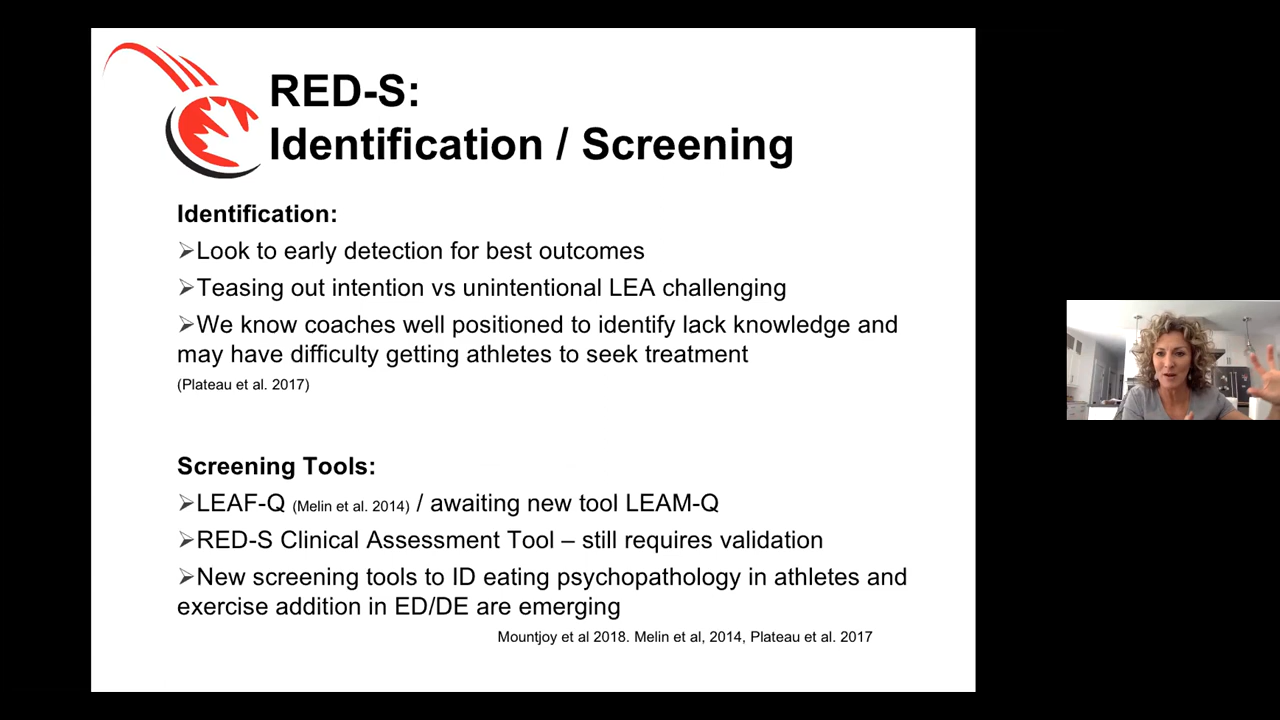 RED-S:
Identification / Screening
Identification:
➢Look to early detection for best outcomes
➢Teasing out intention vs unintentional LEA challenging
➢We know coaches well positioned to identify lack knowledge and
may have difficulty getting athletes to seek treatment
(Plateau et al. 2017)
Screening Tools:
➢LEAF-Q (Melin et al. 2014) / awaiting new tool LEAM-Q
➢RED-S Clinical Assessment Tool – still requires validation
➢New screening tools to ID eating psychopathology in athletes and
exercise addition in ED/DE are emerging
Mountjoy et al 2018. Melin et al, 2014, Plateau et al. 2017